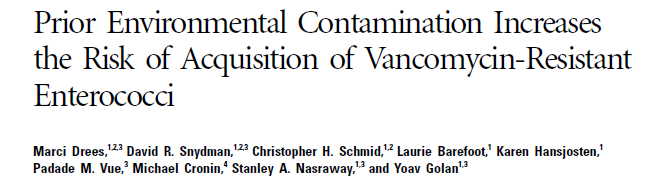 Prior Environmental Contamination Increases
the Risk of Acquisition of Vancomycin-Resistant
Enterococci
Marci Drees,1,2,3 David R. Snydman,1,2,3 Christopher H. Schmid,1,2 Laurie Barefoot,1 Karen Hansjosten,1
Padade M. Vue,3 Michael Cronin,4 Stanley A. Nasraway,1,3 and Yoav Golan1,3